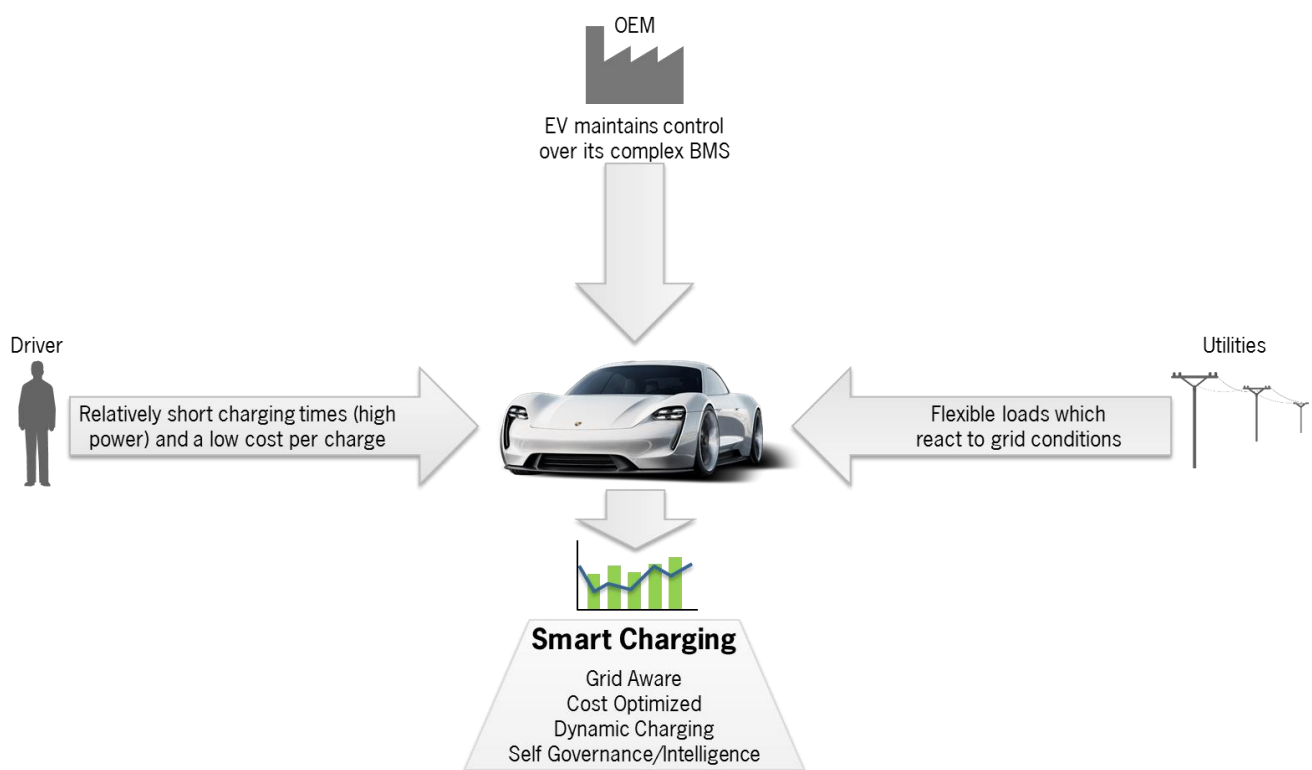 OEM
EV maintains control
over its complex BMS
Driver
Relatively short charging times (high
power) and a low cost per charge
Utilities
Flexible loads which
react to grid conditions
Smart Charging
Grid Aware
Cost Optimized
Dynamic Charging
Self Governance/Intelligence